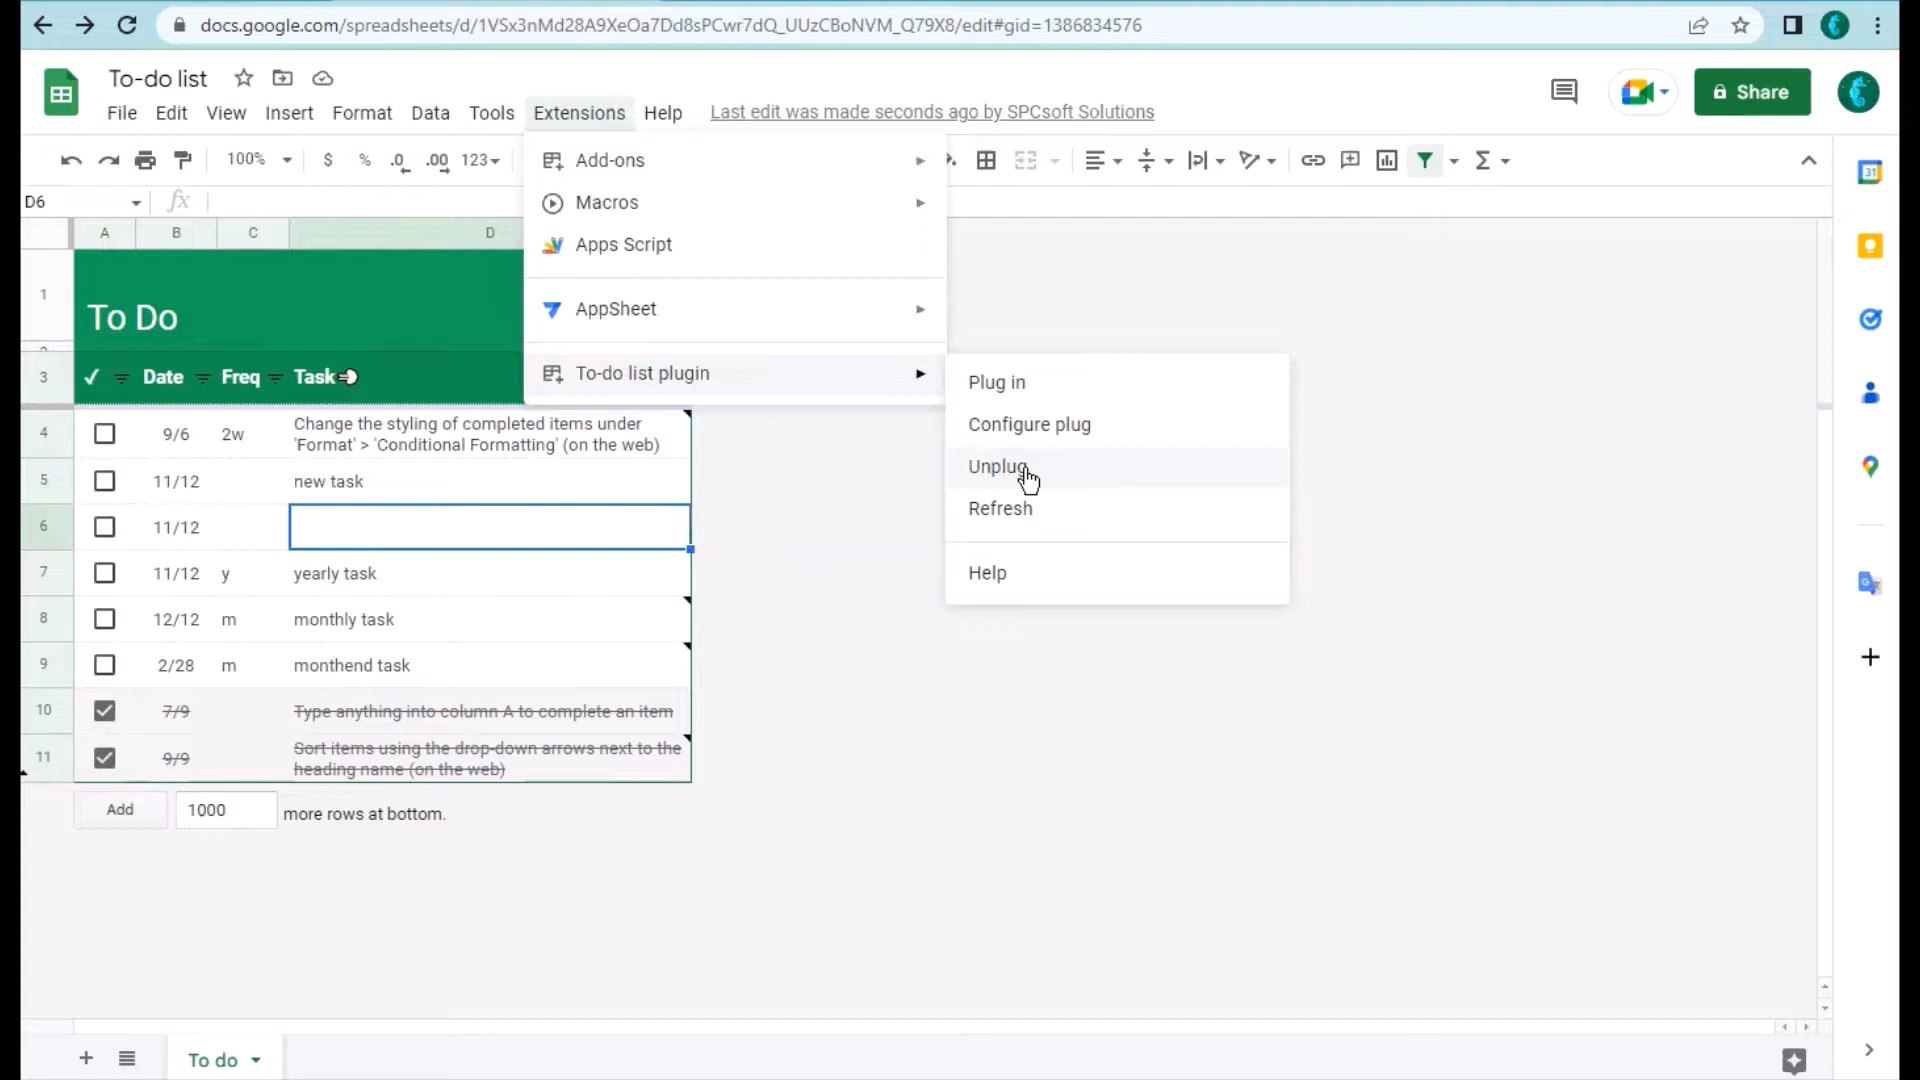 docs.google.com/spreadsheets/d/1VSx3nMd28A9XeOa7Dd8sPCwr7dQ_UUzCBoNVM_Q79X8/edit#gid=1386834576
To-do list
File Edit View Insert Format Data Tools Extensions Help Last edit was made seconds ago by SPCsoft Solutions
Share
100% $ % .0 .00 123
D6 fx
Add-ons
Macros
Apps Script
AppSheet
To-do list plugin
Plug in
Configure plug
Unplug
Refresh
Help
A B C D
1 To Do
3 ✓ Date Freq Task
4 9/6 2w Change the styling of completed items under
'Format' > 'Conditional Formatting' (on the web)
5 11/12 new task
6 11/12
7 11/12 y yearly task
8 12/12 m monthly task
9 2/28 m monthend task
10 7/9 Type anything into column A to complete an item
11 9/9 Sort items using the drop-down arrows next to the
heading name (on the web)
Add 1000 more rows at bottom.
To do
31